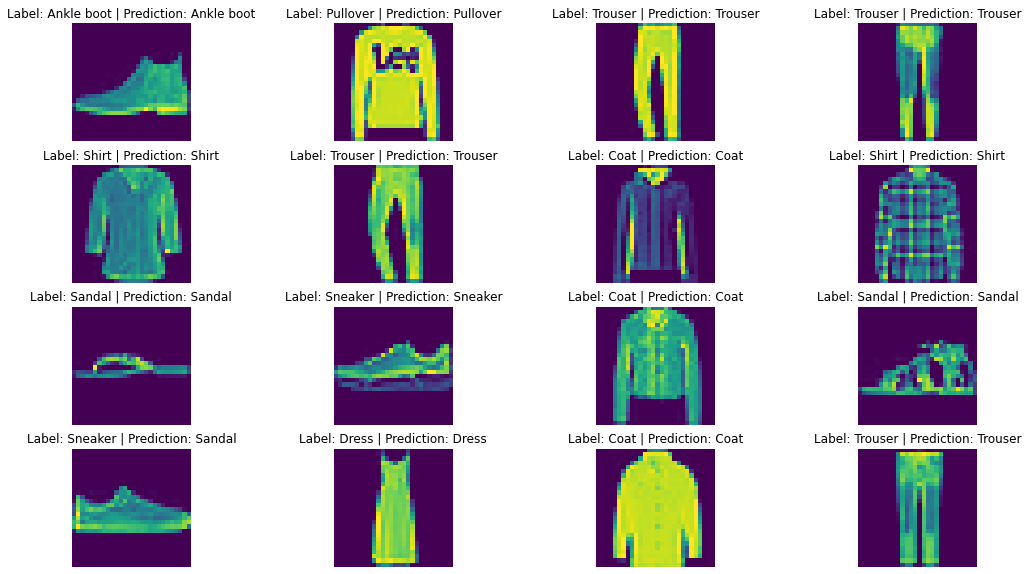 Label: Ankle boot | Prediction: Ankle boot
Label: Pullover | Prediction: Pullover
Label: Trouser | Prediction: Trouser
Label: Trouser | Prediction: Trouser
Label: Shirt | Prediction: Shirt
Label: Trouser | Prediction: Trouser
Label: Coat | Prediction: Coat
Label: Shirt | Prediction: Shirt
Label: Sandal | Prediction: Sandal
Label: Sneaker | Prediction: Sneaker
Label: Coat | Prediction: Coat
Label: Sandal | Prediction: Sandal
Label: Sneaker | Prediction: Sandal
Label: Dress | Prediction: Dress
Label: Coat | Prediction: Coat
Label: Trouser | Prediction: Trouser